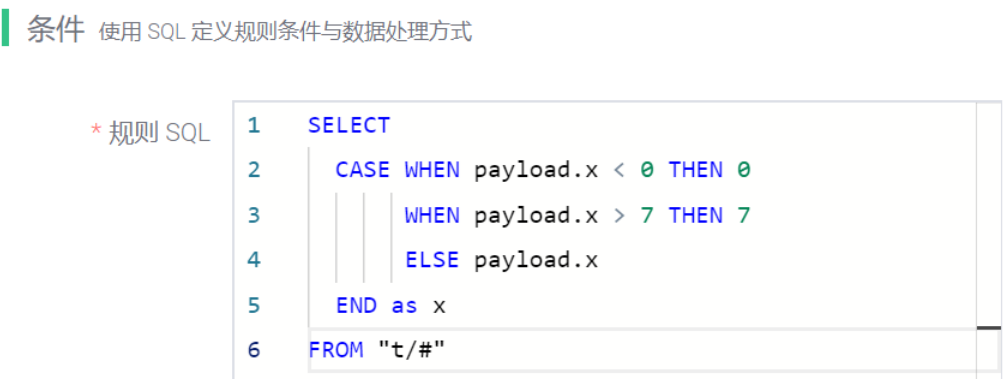 条件 使用 SQL 定义规则条件与数据处理方式
* 规则 SQL
1 SELECT
2 CASE WHEN payload.x < 0 THEN 0
3 WHEN payload.x > 7 THEN 7
4 ELSE payload.x
5 END as x
6 FROM "t/#"